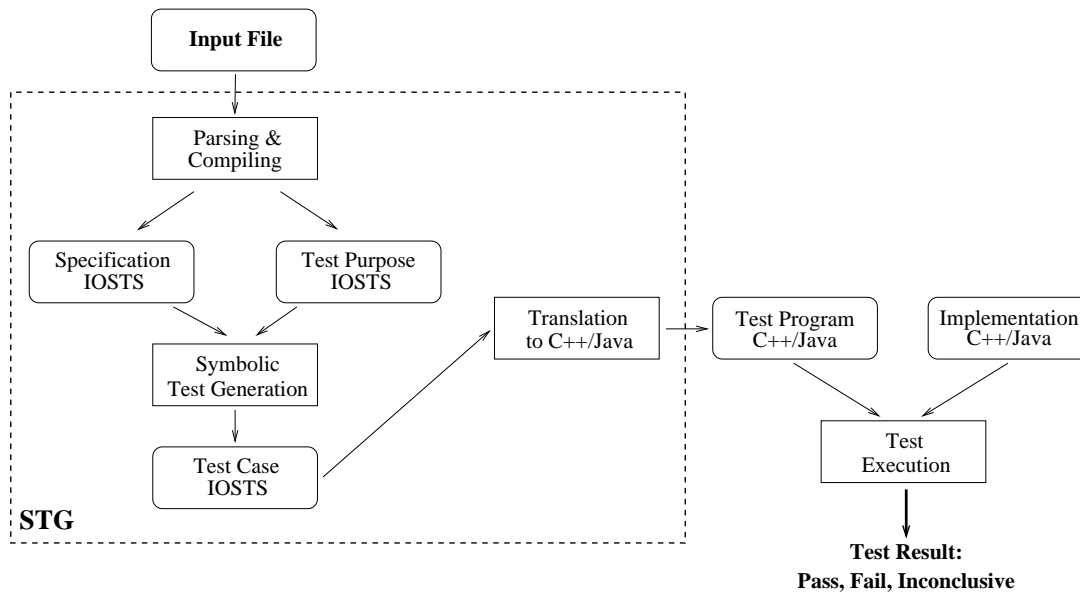 Input File
Parsing &
Compiling
Specification
IOSTS
Test Purpose
IOSTS
Symbolic
Test Generation
Test Case
IOSTS
STG
Translation
to C++/Java
Test Program
C++/Java
Implementation
C++/Java
Test
Execution
Test Result:
Pass, Fail, Inconclusive